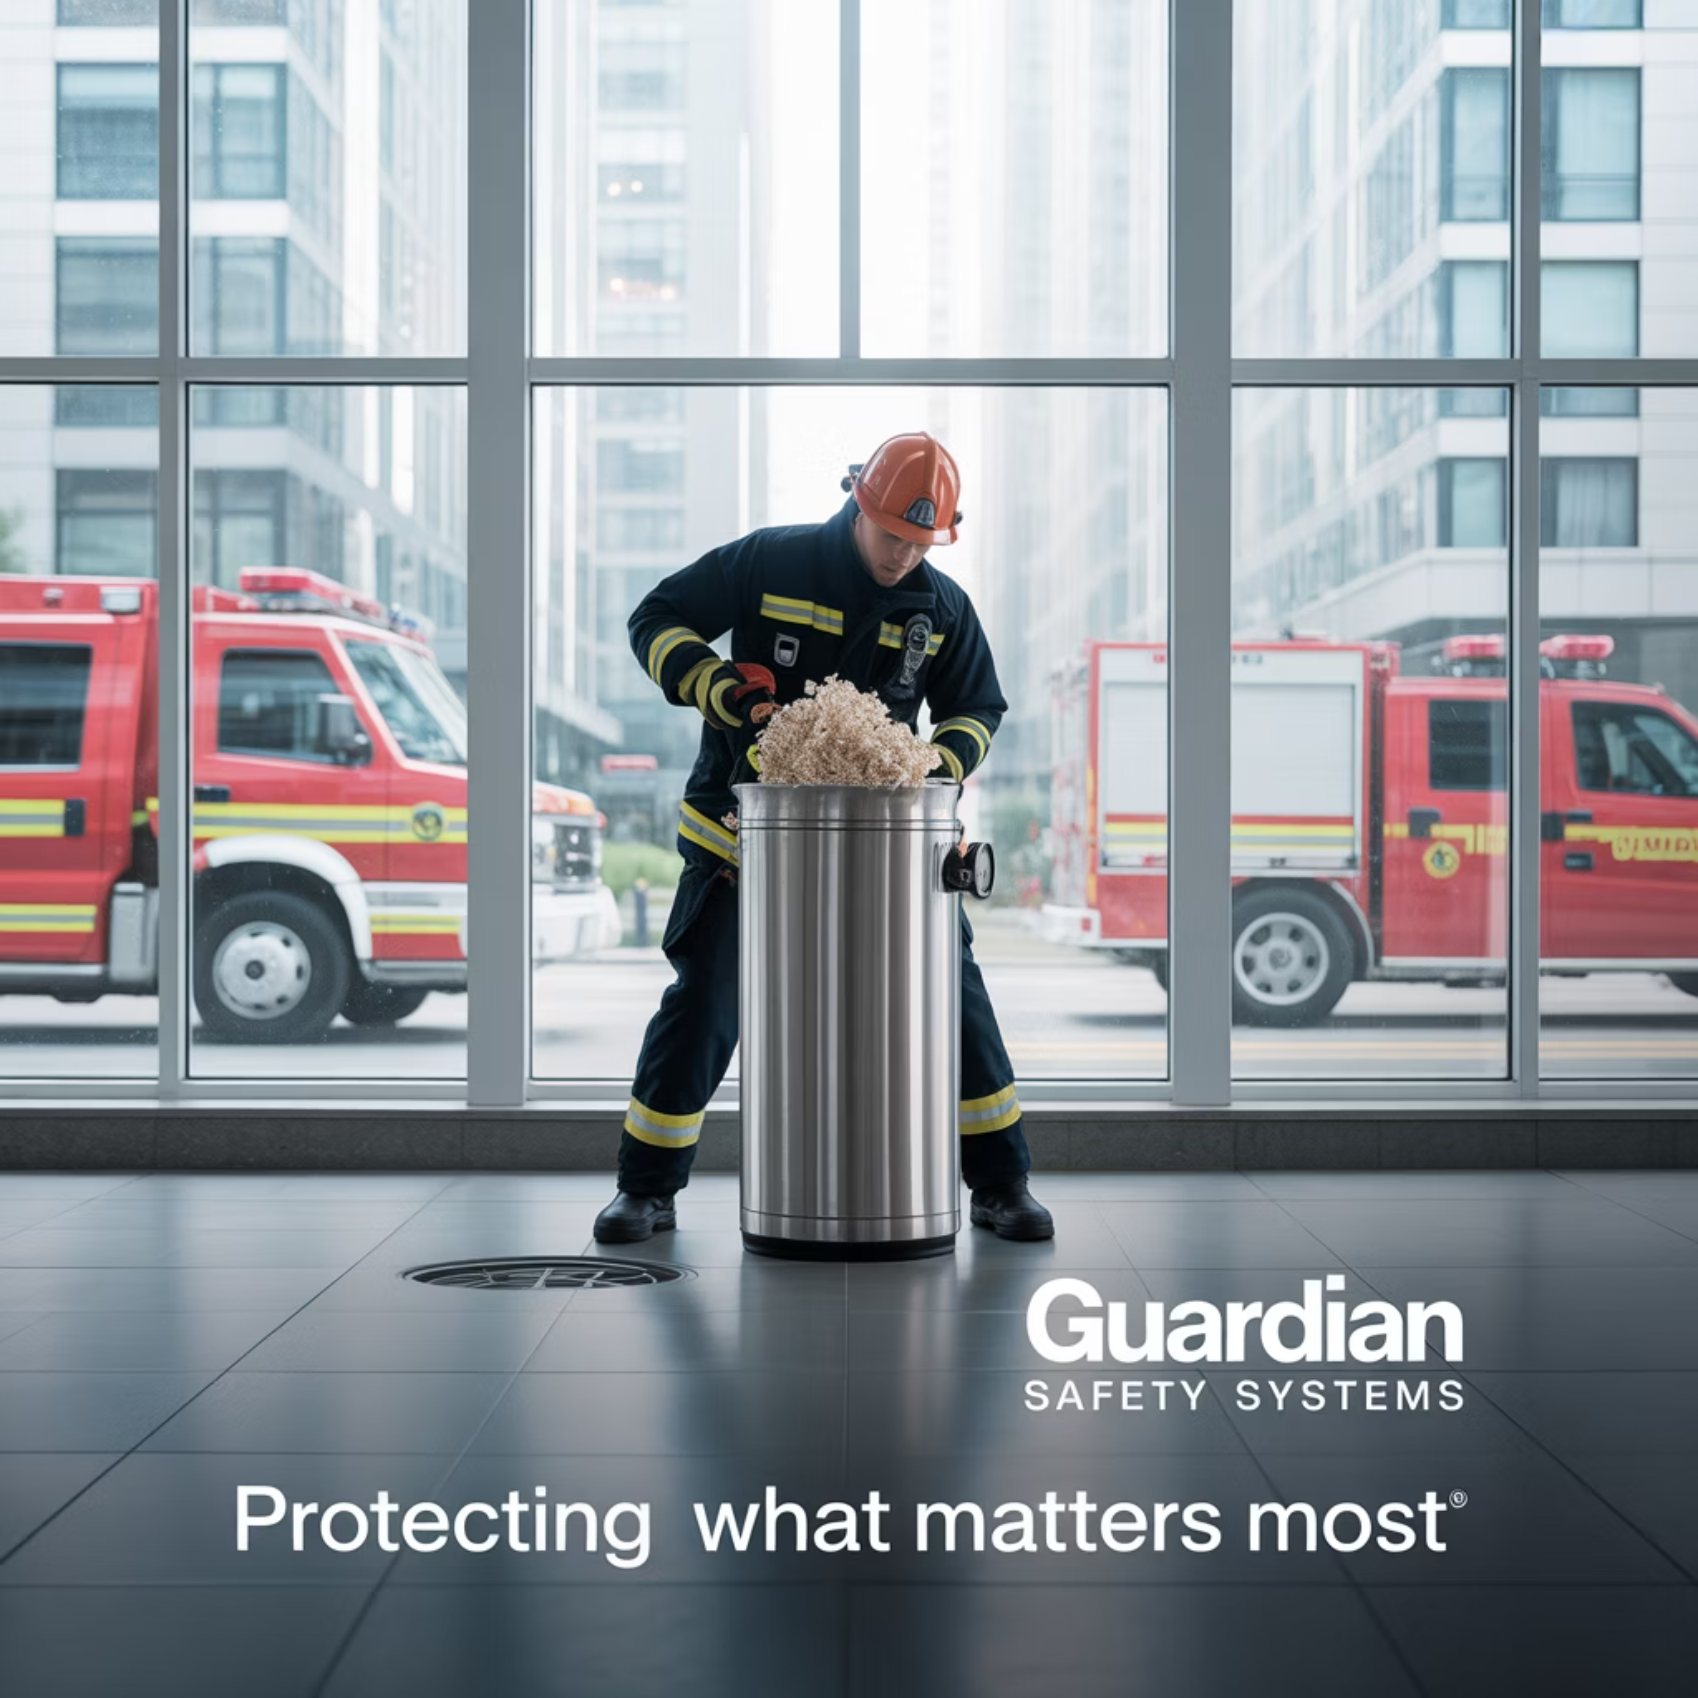 Guardian
SAFETY SYSTEMS
Protecting what matters most